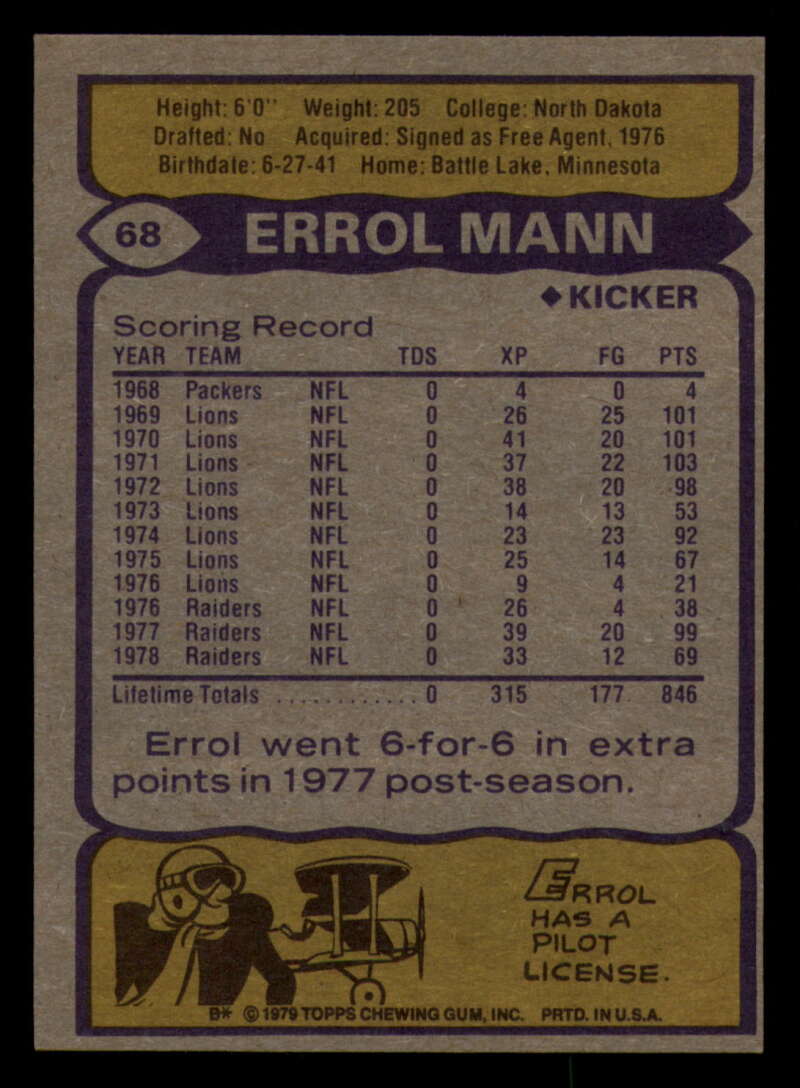 Height: 6'0" Weight: 205 College: North Dakota
Drafted: No Acquired: Signed as Free Agent, 1976
Birthdate: 6-27-41 Home: Battle Lake, Minnesota
68 ERROL MANN
◆KICKER
Scoring Record
YEAR TEAM TDS XP FG PTS
1968 Packers NFL 0 4 0 4
1969 Lions NFL 0 26 25 101
1970 Lions NFL 0 41 20 101
1971 Lions NFL 0 37 22 103
1972 Lions NFL 0 38 20 98
1973 Lions NFL 0 14 13 53
1974 Lions NFL 0 23 23 92
1975 Lions NFL 0 25 14 67
1976 Lions NFL 0 9 4 21
1976 Raiders NFL 0 26 4 38
1977 Raiders NFL 0 39 20 99
1978 Raiders NFL 0 33 12 69
Lifetime Totals ............. 0 315 177 846
Errol went 6-for-6 in extra
points in 1977 post-season.
ERROL
HAS A
PILOT
LICENSE.
B* © 1979 TOPPS CHEWING GUM, INC. PRTD. IN U.S.A.